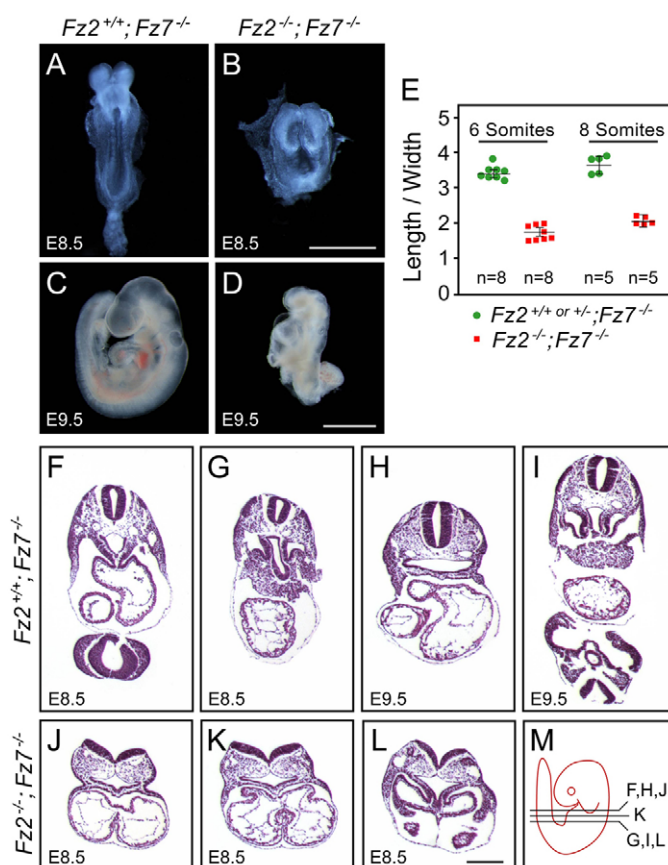 Fz2+/+; Fz7-/- Fz2-/-; Fz7-/-
A B
E8.5 E8.5
C D
E9.5 E9.5
E
Length / Width
5
4
3
2
1
0
6 Somites 8 Somites
n=8 n=8 n=5 n=5
Fz2+/+ or +/-;Fz7-/-
Fz2-/-;Fz7-/-
Fz2+/+; Fz7-/-
F G H I
E8.5 E8.5 E9.5 E9.5
Fz2-/-; Fz7-/-
J K L M
E8.5 E8.5 E8.5
F,H,J
K
G,I,L